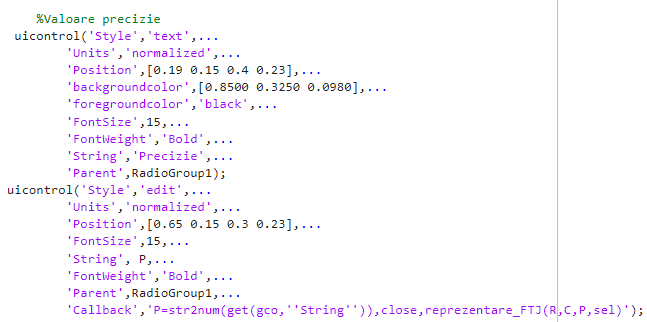 %Valoare precizie
uicontrol('Style','text',...
'Units','normalized',...
'Position',[0.19 0.15 0.4 0.23],...
'backgroundcolor',[0.8500 0.3250 0.0980],...
'foregroundcolor','black',...
'FontSize',15,...
'FontWeight','Bold',...
'String','Precizie',...
'Parent',RadioGroup1);
uicontrol('Style','edit',...
'Units','normalized',...
'Position',[0.65 0.15 0.3 0.23],...
'FontSize',15,...
'String', P,...
'FontWeight','Bold',...
'Parent',RadioGroup1,...
'Callback','P=str2num(get(gco,''String'')),close,reprezentare_FTJ(R,C,P,sel)');